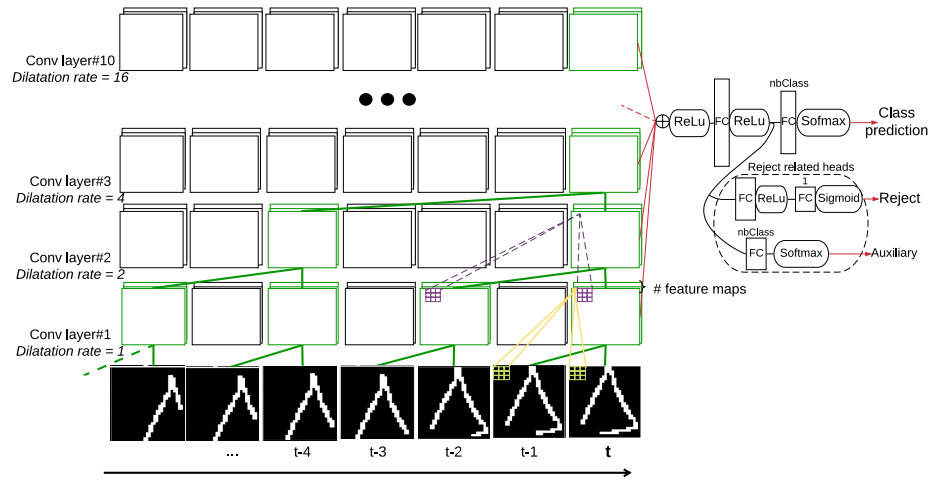 Conv layer#10
Dilatation rate = 16
Conv layer#3
Dilatation rate = 4
Conv layer#2
Dilatation rate = 2
Conv layer#1
Dilatation rate = 1
# feature maps
... t-4 t-3 t-2 t-1 t
ReLu FC ReLu
nbClass
FC Sofmax
Class
prediction
Reject related heads
FC ReLu
1
FC Sigmoid
Reject
nbClass
FC Softmax
Auxiliary